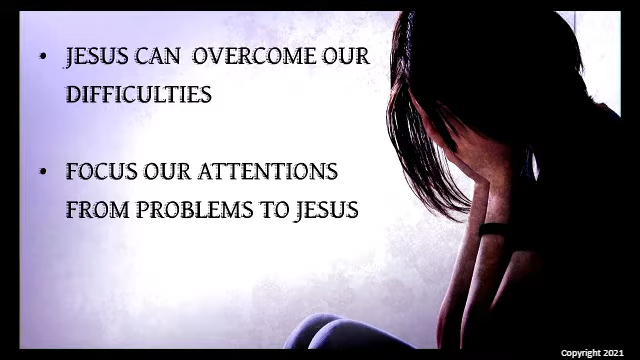 • JESUS CAN OVERCOME OUR
DIFFICULTIES
• FOCUS OUR ATTENTIONS
FROM PROBLEMS TO JESUS
Copyright 2021